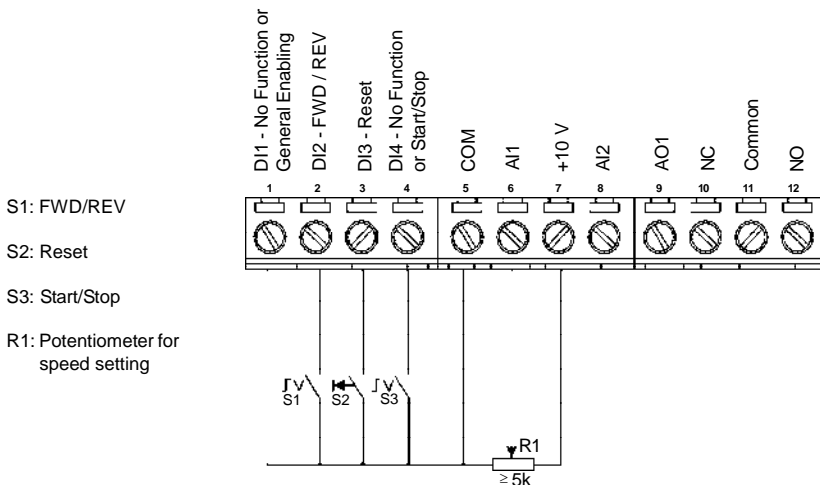 DI1 - No Function or
General Enabling
DI2 - FWD / REV
DI3 - Reset
DI4 - No Function
or Start/Stop
COM
AI1
+10 V
AI2
AO1
NC
Common
NO
1 2 3 4 5 6 7 8 9 10 11 12
S1: FWD/REV
S2: Reset
S3: Start/Stop
R1: Potentiometer for
speed setting
S1 S2 S3
R1
≥ 5k